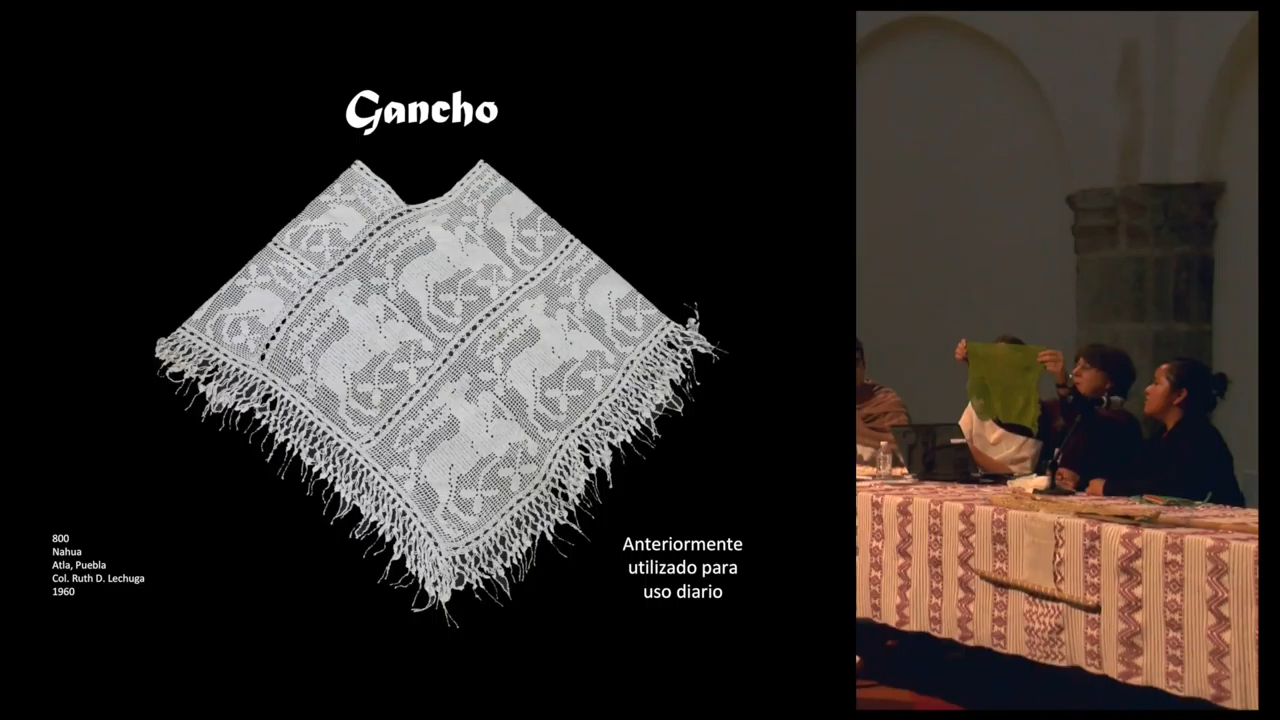 Gancho
800
Nahua
Atla, Puebla
Col. Ruth D. Lechuga
1960
Anteriormente
utilizado para
uso diario